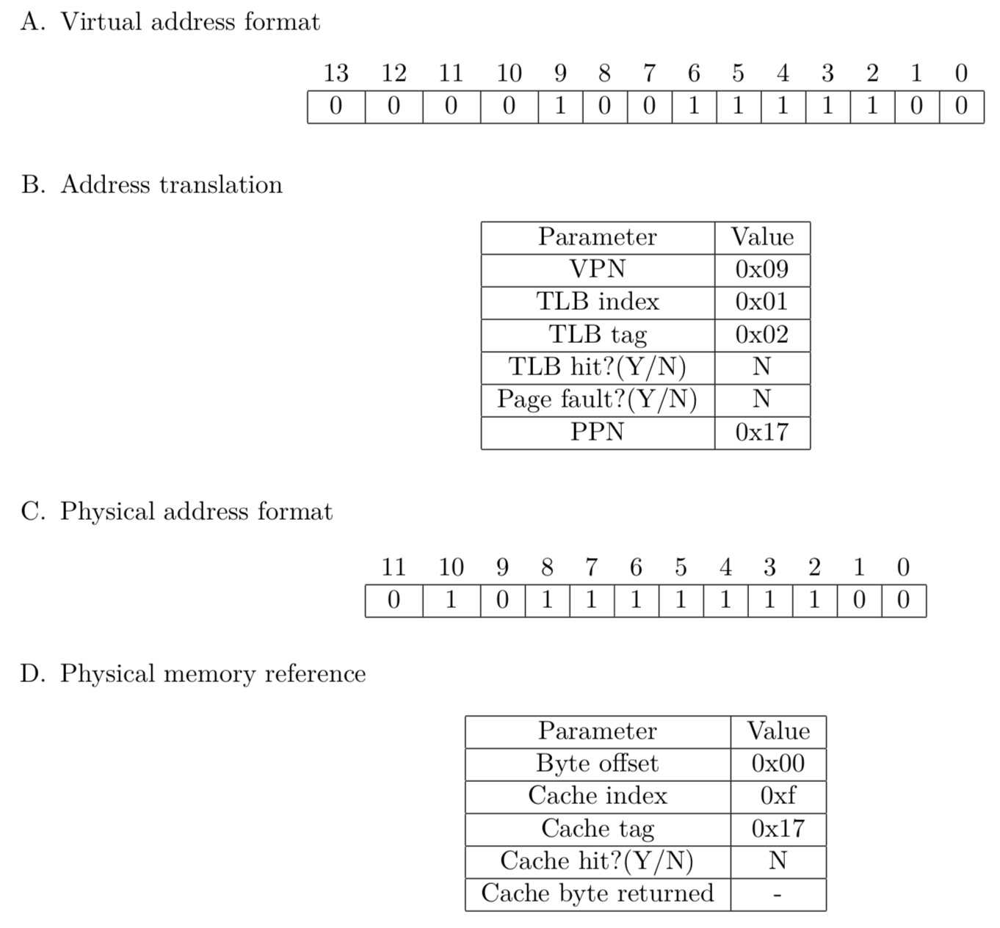 A. Virtual address format
13 12 11 10 9 8 7 6 5 4 3 2 1 0
0 0 0 0 1 0 0 1 1 1 1 1 0 0
B. Address translation
Parameter Value
VPN 0x09
TLB index 0x01
TLB tag 0x02
TLB hit?(Y/N) N
Page fault?(Y/N) N
PPN 0x17
C. Physical address format
11 10 9 8 7 6 5 4 3 2 1 0
0 1 0 1 1 1 1 1 1 1 0 0
D. Physical memory reference
Parameter Value
Byte offset 0x00
Cache index 0xf
Cache tag 0x17
Cache hit?(Y/N) N
Cache byte returned -